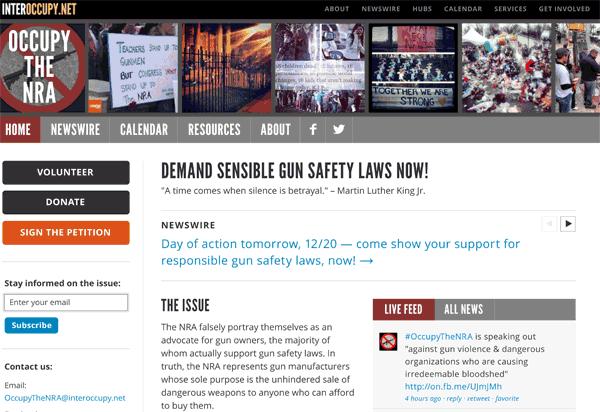 INTEROCCUPY.NET
ABOUT NEWSWIRE HUBS CALENDAR SERVICES GET INVOLVED
OCCUPY
THE
NRA
TEACHERS STAND UP TO
GUNMEN
BUT CONGRESS WON'T
STAND UP TO
THE NRA
TOGETHER WE ARE
STRONG
HOME NEWSWIRE CALENDAR RESOURCES ABOUT
VOLUNTEER
DONATE
SIGN THE PETITION
Stay informed on the issue:
Enter your email
Subscribe
Contact us:
Email:
OccupyTheNRA@interoccupy.net
DEMAND SENSIBLE GUN SAFETY LAWS NOW!
"A time comes when silence is betrayal." – Martin Luther King Jr.
NEWSWIRE
Day of action tomorrow, 12/20 — come show your support for
responsible gun safety laws, now! →
THE ISSUE
The NRA falsely portray themselves as an
advocate for gun owners, the majority of
whom actually support gun safety laws. In
truth, the NRA represents gun manufacturers
whose sole purpose is the unhindered sale of
dangerous weapons to anyone who can afford
to buy them.
LIVE FEED ALL NEWS
#OccupyTheNRA is speaking out
"against gun violence & dangerous
organizations who are causing
irredeemable bloodshed"
http://on.fb.me/UJmJMh
4 hours ago · reply · retweet · favorite